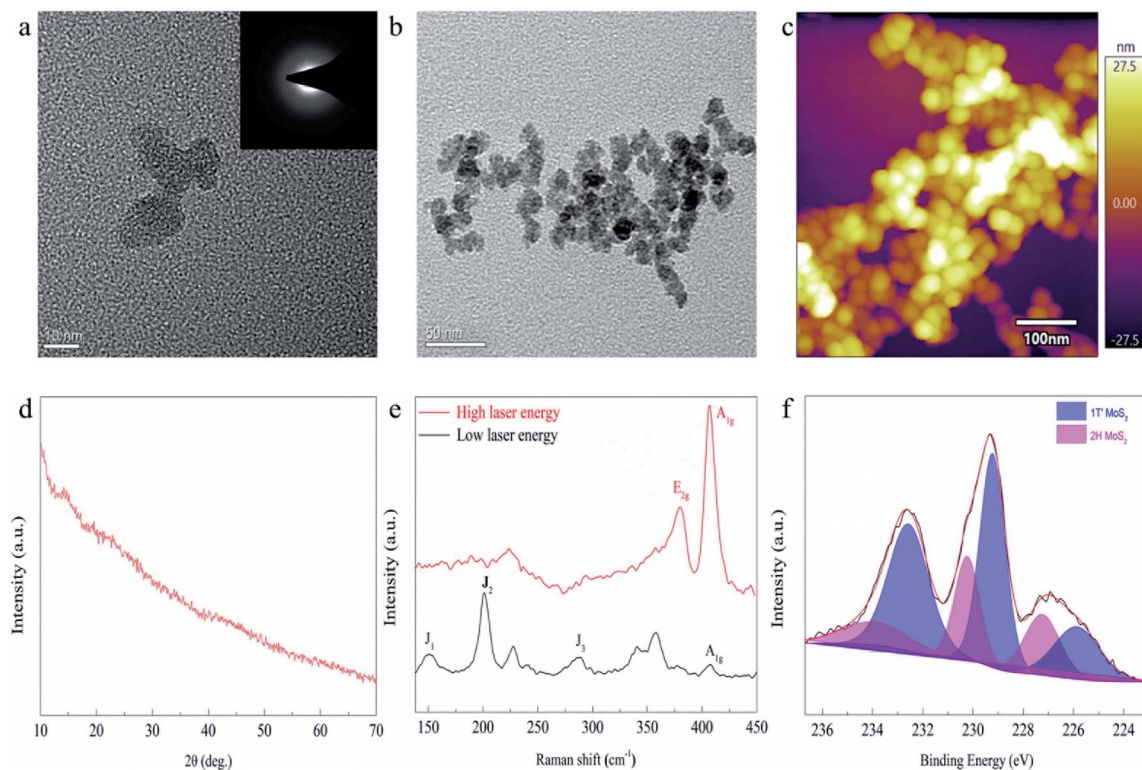 a
10 nm
b
50 nm
c
nm
27.5
0.00
-27.5
100nm
d
Intensity (a.u.)
10 20 30 40 50 60 70
2θ (deg.)
e
High laser energy
Low laser energy
A1g
E2g
J1
J2
J3
A1g
Intensity (a.u.)
150 200 250 300 350 400 450
Raman shift (cm-1)
f
1T' MoS2
2H MoS2
Intensity (a.u.)
236 234 232 230 228 226 224
Binding Energy (eV)